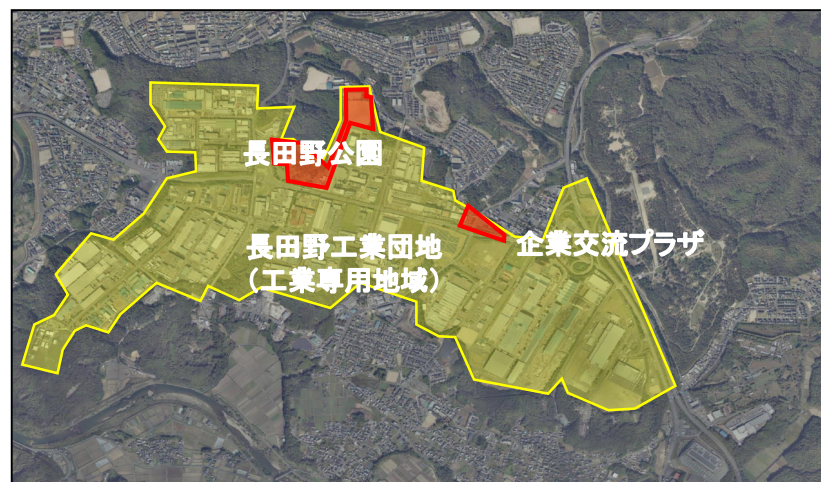 長田野公園
長田野工業団地
（工業専用地域）
企業交流プラザ